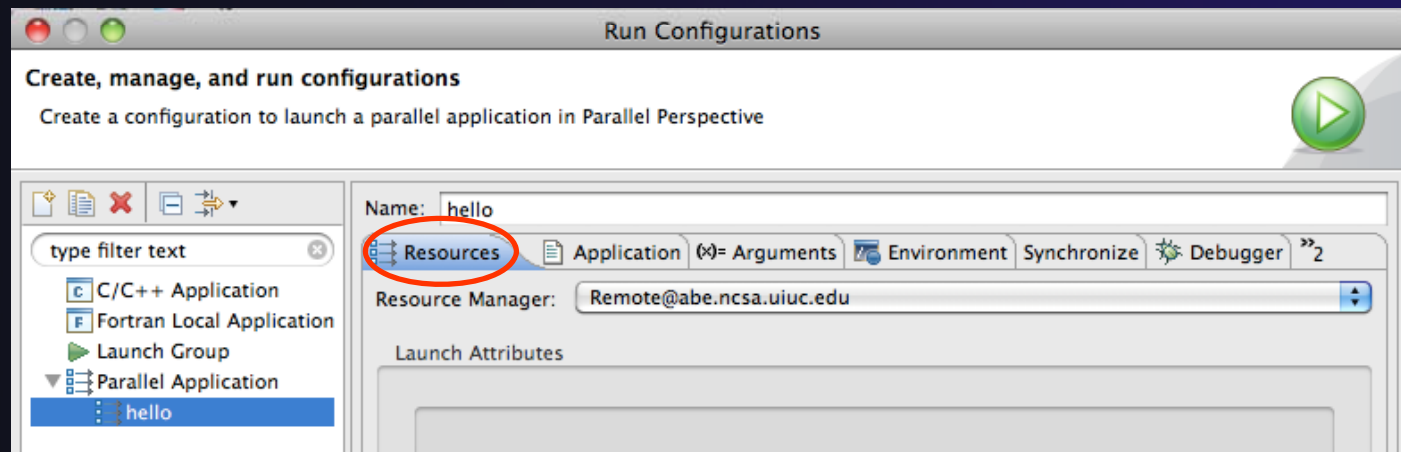 Run Configurations
Create, manage, and run configurations
Create a configuration to launch a parallel application in Parallel Perspective
type filter text
C C/C++ Application
F Fortran Local Application
Launch Group
Parallel Application
hello
Name: hello
Resources Application (x)= Arguments Environment Synchronize Debugger »2
Resource Manager: Remote@abe.ncsa.uiuc.edu
Launch Attributes